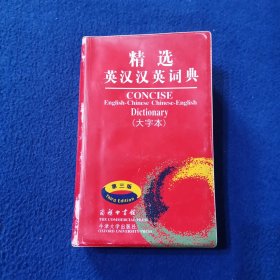 精选
英汉汉英词典
CONCISE
English-Chinese Chinese-English
Dictionary
(大字本)
第三版
Third Edition
商务印书馆
THE COMMERCIAL PRESS
牛津大学出版社
OXFORD UNIVERSITY PRESS